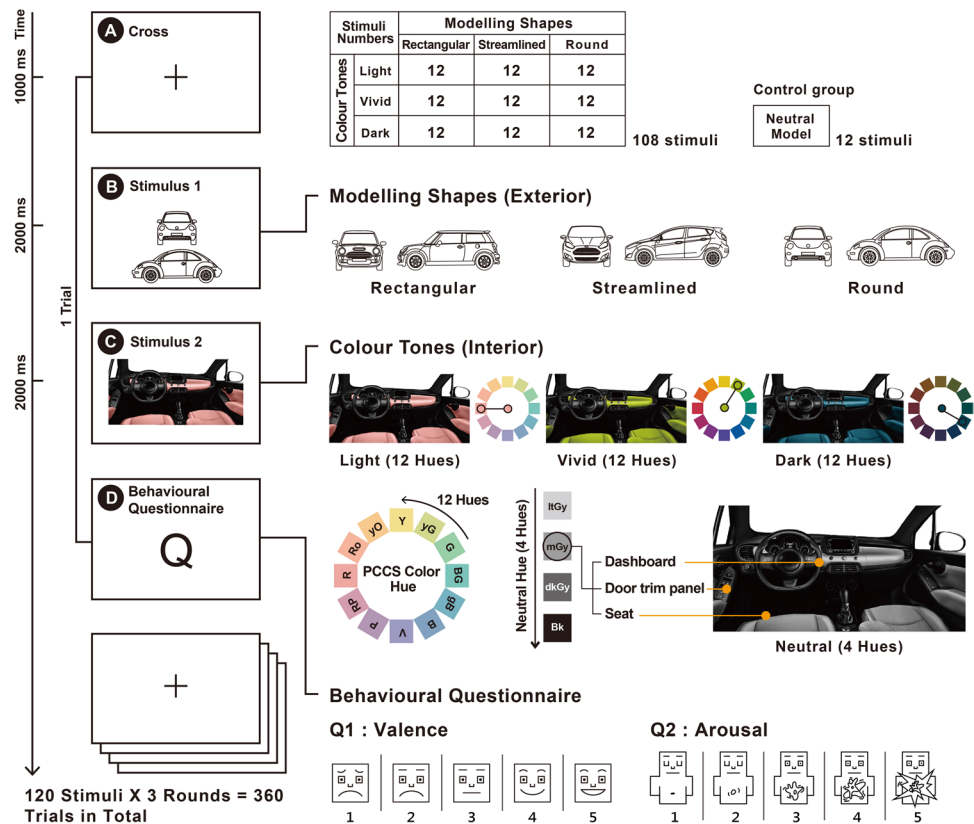 Time
1000 ms
2000 ms
2000 ms
1 Trial
A Cross
B Stimulus 1
C Stimulus 2
D Behavioural
Questionnaire
Q
120 Stimuli X 3 Rounds = 360
Trials in Total
Stimuli
Numbers
Modelling Shapes
Rectangular Streamlined Round
Colour Tones
Light 12 12 12
Vivid 12 12 12
Dark 12 12 12
108 stimuli
Control group
Neutral
Model
12 stimuli
Modelling Shapes (Exterior)
Rectangular Streamlined Round
Colour Tones (Interior)
Light (12 Hues) Vivid (12 Hues) Dark (12 Hues)
12 Hues
PCCS Color
Hue
Y
yG
G
BG
gB
B
V
P
RP
R
Ro
yO
Neutral Hue (4 Hues)
ltGy
mGy
dkGy
Bk
Dashboard
Door trim panel
Seat
Neutral (4 Hues)
Behavioural Questionnaire
Q1 : Valence
1 2 3 4 5
Q2 : Arousal
1 2 3 4 5